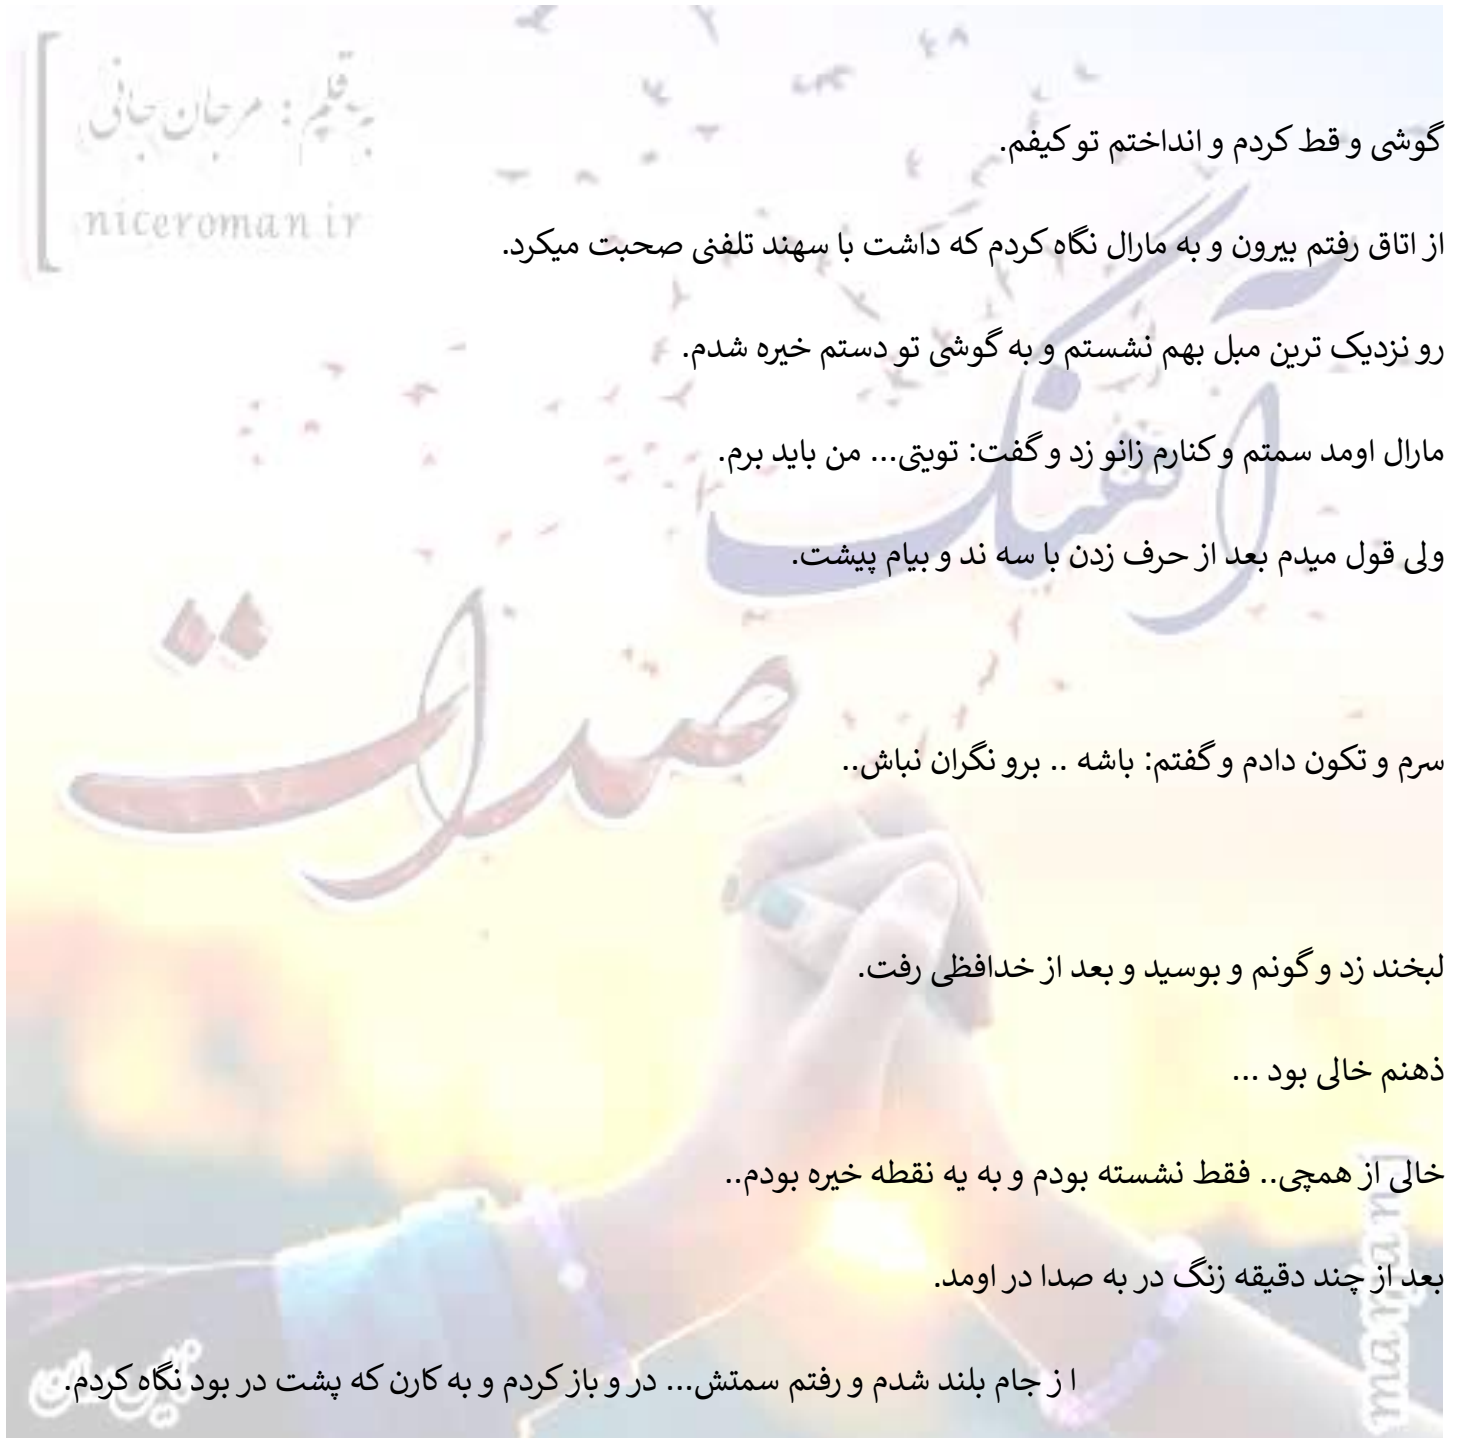 به قلم : مرجان جانی
niceroman.ir
گوشی و قط کردم و انداختم تو کیفم.
از اتاق رفتم بیرون و به مارال نگاه کردم که داشت با سهند تلفنی صحبت میکرد.
رو نزدیک ترین مبل بهم نشستم و به گوشی تو دستم خیره شدم.
مارال اومد سمتم و کنارم زانو زد و گفت: تویتی... من باید برم.
ولی قول میدم بعد از حرف زدن با سه ند و بیام پیشت.
آهنگ
صدات
سرم و تکون دادم و گفتم: باشه .. برو نگران نباش..
لبخند زد و گونم و بوسید و بعد از خدافظی رفت.
ذهنم خالی بود ...
خالی از همچی.. فقط نشسته بودم و به یه نقطه خیره بودم..
بعد از چند دقیقه زنگ در به صدا در اومد.
ا ز جام بلند شدم و رفتم سمتش... در و باز کردم و به کارن که پشت در بود نگاه کردم.
نایس رمان